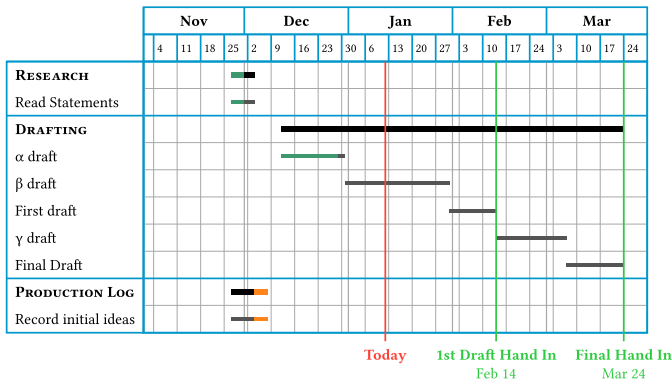 Nov Dec Jan Feb Mar
4 11 18 25 2 9 16 23 30 6 13 20 27 3 10 17 24 3 10 17 24
Research
Read Statements
Drafting
α draft
β draft
First draft
γ draft
Final Draft
Production Log
Record initial ideas
Today 1st Draft Hand In Final Hand In
Feb 14 Mar 24